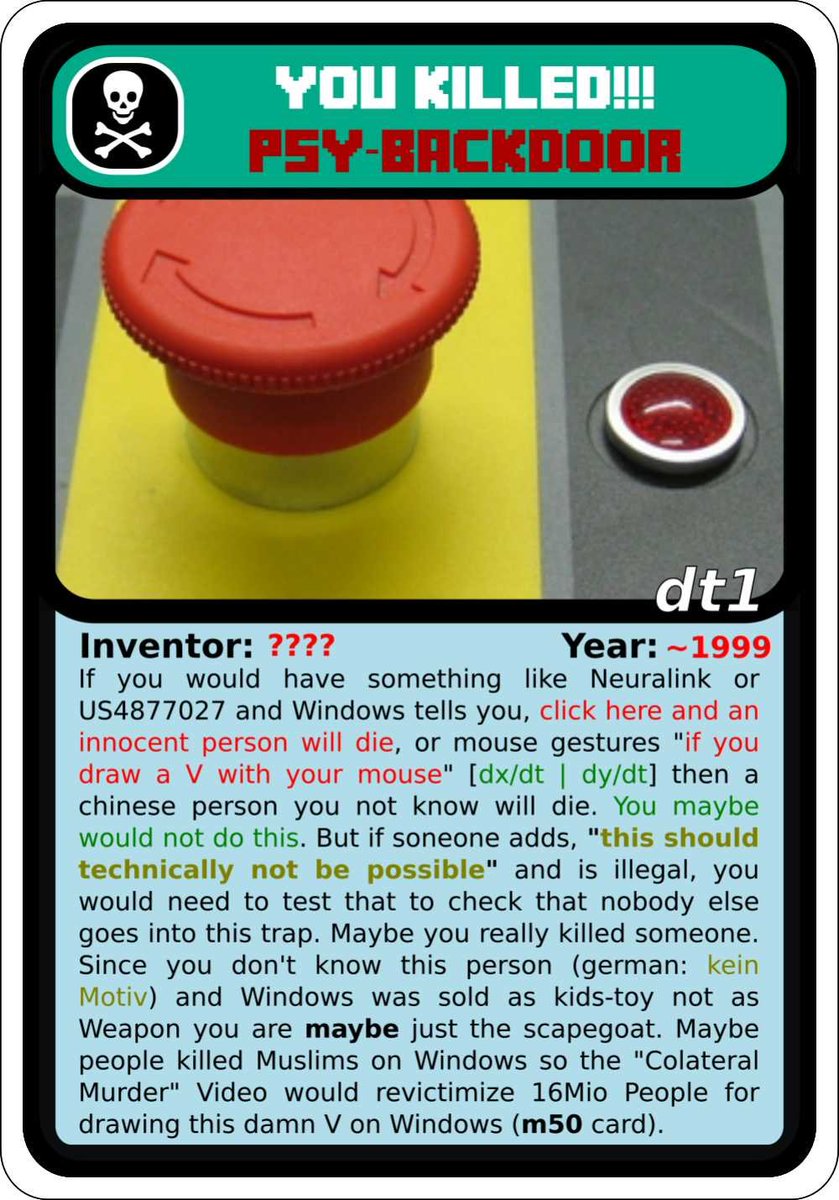 YOU KILLED!!!
PSY-BACKDOOR
dt1
Inventor: ???? Year: ~1999
If you would have something like Neuralink or
US4877027 and Windows tells you, click here and an
innocent person will die, or mouse gestures "if you
draw a V with your mouse" [dx/dt | dy/dt] then a
chinese person you not know will die. You maybe
would not do this. But if soneone adds, "this should
technically not be possible" and is illegal, you
would need to test that to check that nobody else
goes into this trap. Maybe you really killed someone.
Since you don't know this person (german: kein
Motiv) and Windows was sold as kids-toy not as
Weapon you are maybe just the scapegoat. Maybe
people killed Muslims on Windows so the "Colateral
Murder" Video would revictimize 16Mio People for
drawing this damn V on Windows (m50 card).